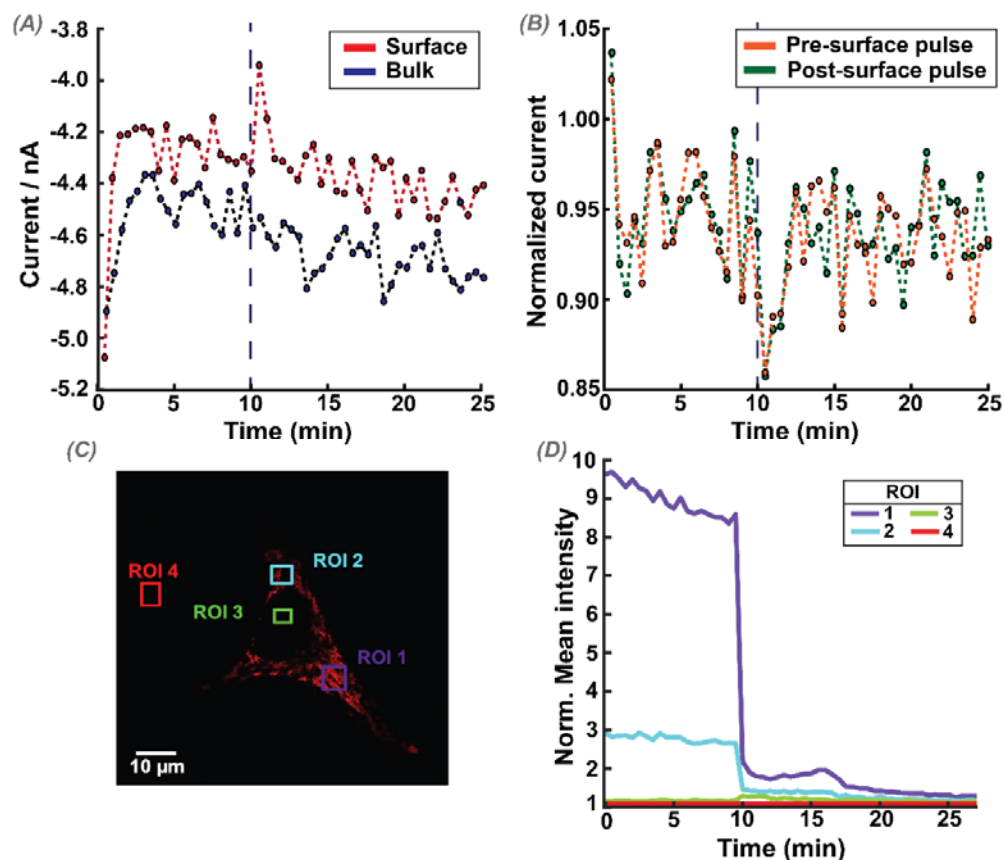 (A)
Current / nA
-3.8
-4.0
-4.2
-4.4
-4.6
-4.8
-5.0
-5.2
Surface
Bulk
0 5 10 15 20 25
Time (min)
(B)
Normalized current
1.05
1.00
0.95
0.90
0.85
Pre-surface pulse
Post-surface pulse
0 5 10 15 20 25
Time (min)
(C)
ROI 4
ROI 2
ROI 3
ROI 1
10 μm
(D)
Norm. Mean intensity
10
9
8
7
6
5
4
3
2
1
ROI
1 3
2 4
0 5 10 15 20 25
Time (min)